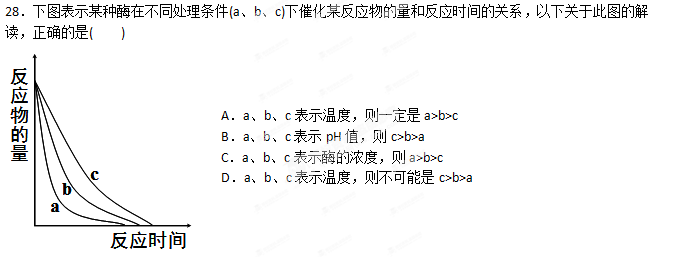 28．下图表示某种酶在不同处理条件(a、b、c)下催化某反应物的量和反应时间的关系，以下关于此图的解
读，正确的是(　　)
反应物的量
A．a、b、c 表示温度，则一定是 a>b>c
B．a、b、c 表示 pH 值，则 c>b>a
C．a、b、c 表示酶的浓度，则 a>b>c
D．a、b、c 表示温度，则不可能是 c>b>a
c
b
a
反应时间